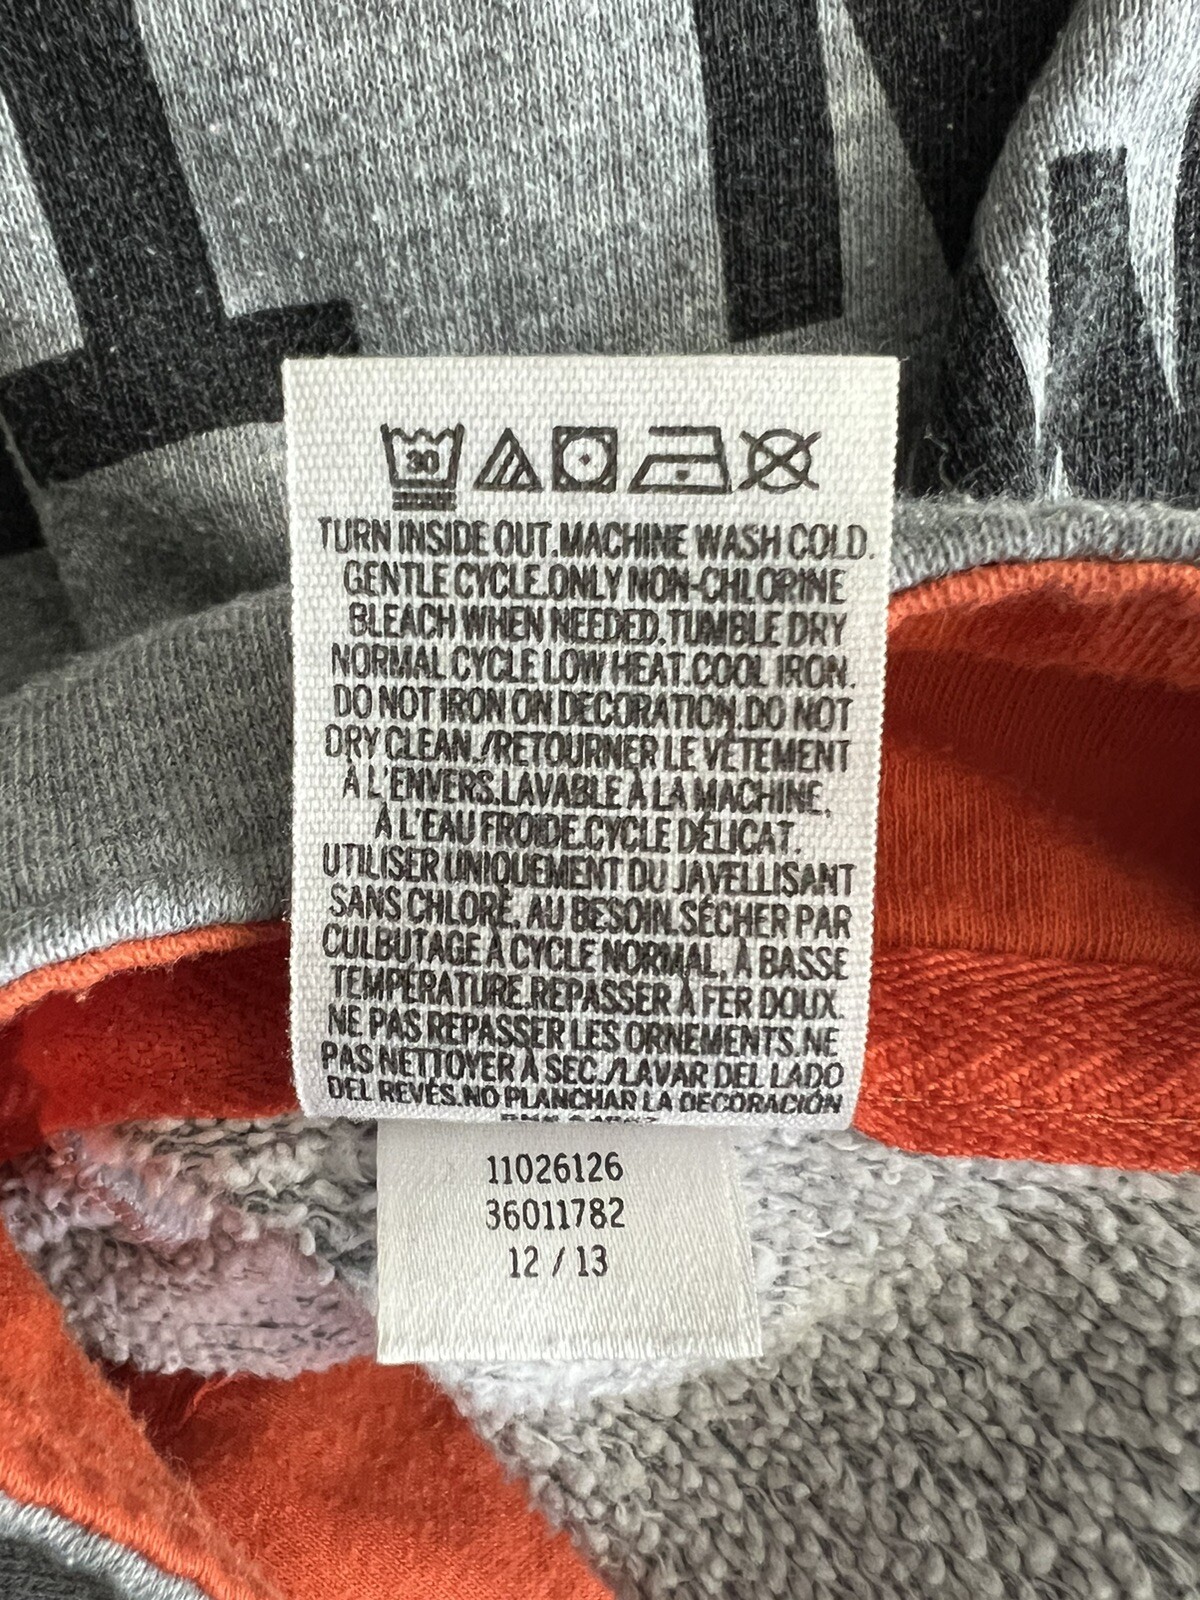 30
TURN INSIDE OUT.MACHINE WASH COLD.
GENTLE CYCLE.ONLY NON-CHLORINE
BLEACH WHEN NEEDED.TUMBLE DRY
NORMAL CYCLE LOW HEAT.COOL IRON.
DO NOT IRON ON DECORATION.DO NOT
DRY CLEAN./RETOURNER LE VÊTEMENT
À L'ENVERS.LAVABLE À LA MACHINE,
À L'EAU FROIDE.CYCLE DÉLICAT.
UTILISER UNIQUEMENT DU JAVELLISANT
SANS CHLORE, AU BESOIN.SÉCHER PAR
CULBUTAGE À CYCLE NORMAL, À BASSE
TEMPÉRATURE.REPASSER À FER DOUX.
NE PAS REPASSER LES ORNEMENTS.NE
PAS NETTOYER À SEC./LAVAR DEL LADO
DEL REVÉS.NO PLANCHAR LA DECORACIÓN
11026126
36011782
12 / 13